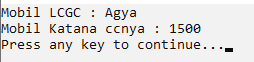 Mobil LCGC : Agya
Mobil Katana ccnya : 1500
Press any key to continue...